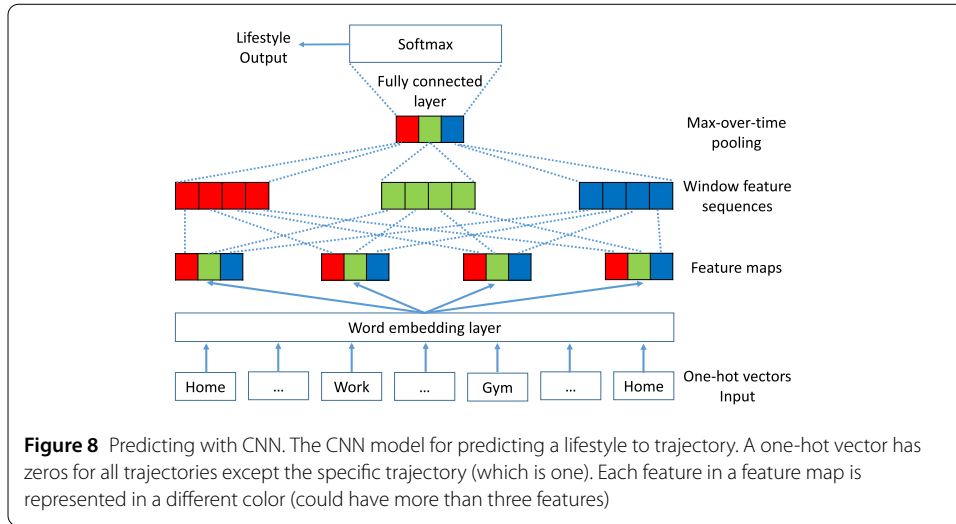 Lifestyle
Output
Softmax
Fully connected
layer
Max-over-time
pooling
Window feature
sequences
Feature maps
Word embedding layer
Home
...
Work
...
Gym
...
Home
One-hot vectors
Input
Figure 8 Predicting with CNN. The CNN model for predicting a lifestyle to trajectory. A one-hot vector has
zeros for all trajectories except the specific trajectory (which is one). Each feature in a feature map is
represented in a different color (could have more than three features)